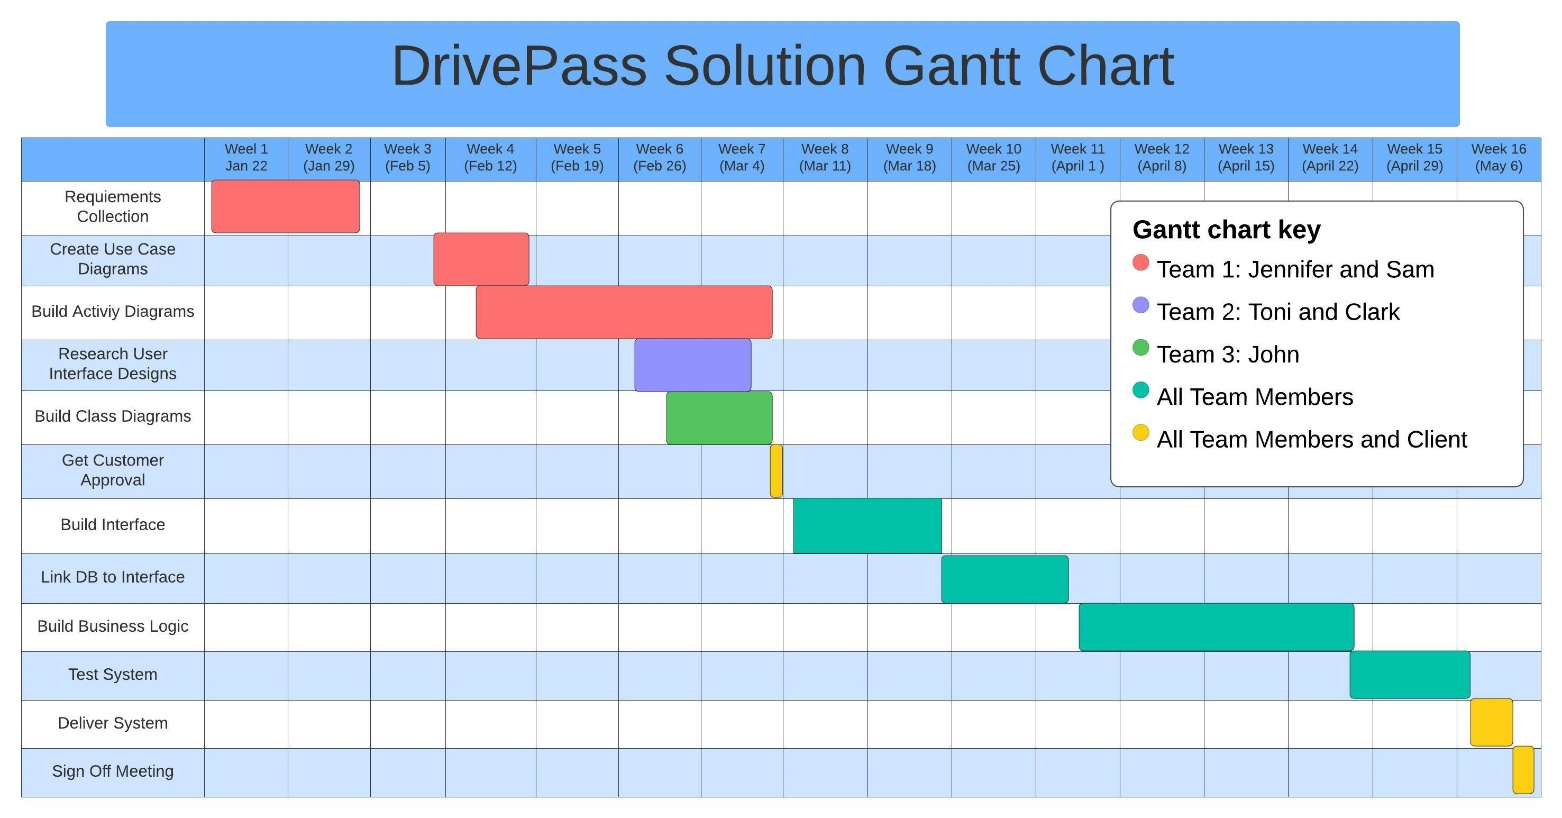 DrivePass Solution Gantt Chart
Weel 1
Jan 22
Week 2
(Jan 29)
Week 3
(Feb 5)
Week 4
(Feb 12)
Week 5
(Feb 19)
Week 6
(Feb 26)
Week 7
(Mar 4)
Week 8
(Mar 11)
Week 9
(Mar 18)
Week 10
(Mar 25)
Week 11
(April 1 )
Week 12
(April 8)
Week 13
(April 15)
Week 14
(April 22)
Week 15
(April 29)
Week 16
(May 6)
Requiements
Collection
Create Use Case
Diagrams
Build Activiy Diagrams
Research User
Interface Designs
Build Class Diagrams
Get Customer
Approval
Build Interface
Link DB to Interface
Build Business Logic
Test System
Deliver System
Sign Off Meeting
Gantt chart key
Team 1: Jennifer and Sam
Team 2: Toni and Clark
Team 3: John
All Team Members
All Team Members and Client